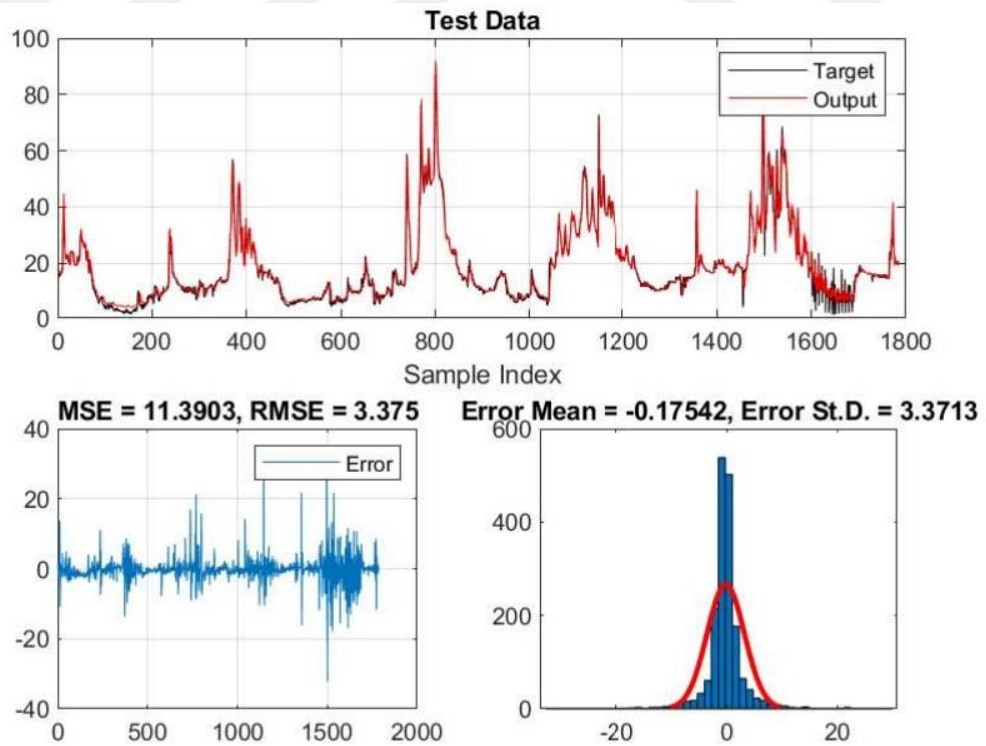 Test Data
100
80
60
40
20
0
Target
Output
0 200 400 600 800 1000 1200 1400 1600 1800
Sample Index
MSE = 11.3903, RMSE = 3.375
40
20
0
-20
-40
Error
0 500 1000 1500 2000
Error Mean = -0.17542, Error St.D. = 3.3713
600
400
200
0
-20 0 20